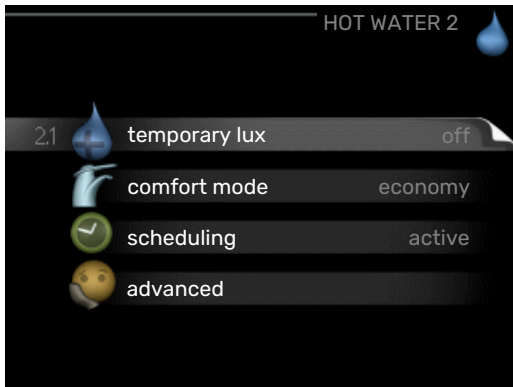 HOT WATER 2
2.1 temporary lux off
comfort mode economy
scheduling active
advanced